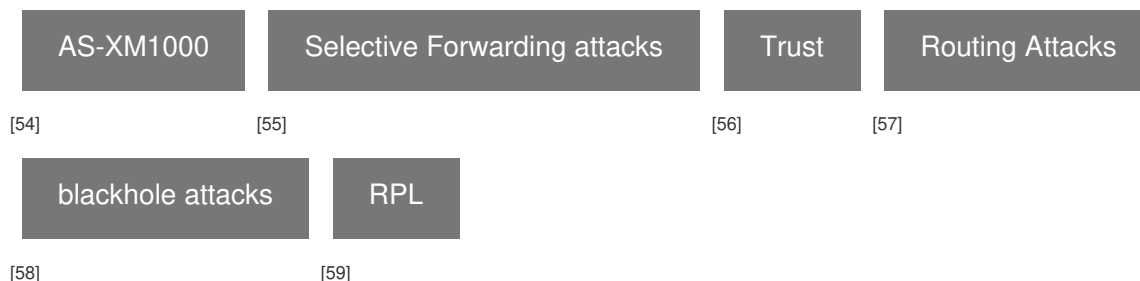 AS-XM1000 Selective Forwarding attacks Trust Routing Attacks
[54] [55] [56] [57]
blackhole attacks RPL
[58] [59]